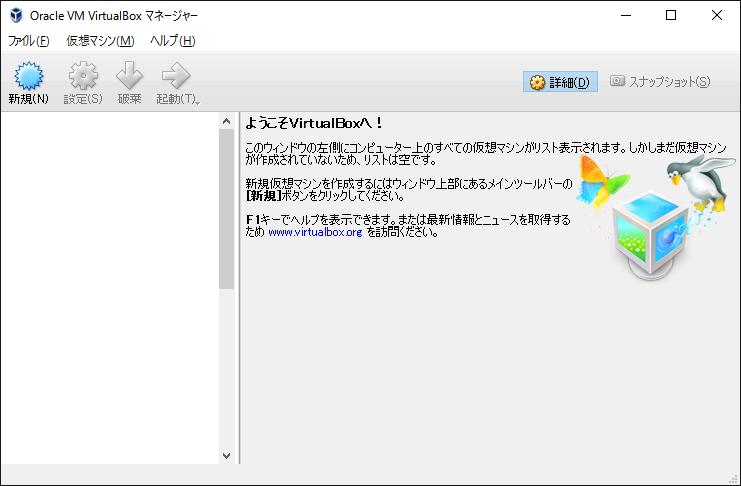 Oracle VM VirtualBox マネージャー
ファイル(F) 仮想マシン(M) ヘルプ(H)
新規(N) 設定(S) 破棄 起動(T) 詳細(D) スナップショット(S)
ようこそVirtualBoxへ！
このウィンドウの左側にコンピューター上のすべての仮想マシンがリスト表示されます。しかしまだ仮想マシン
が作成されていないため、リストは空です。
新規仮想マシンを作成するにはウィンドウ上部にあるメインツールバーの
[新規]ボタンをクリックしてください。
F1キーでヘルプを表示できます。または最新情報とニュースを取得する
ため www.virtualbox.org を訪問ください。